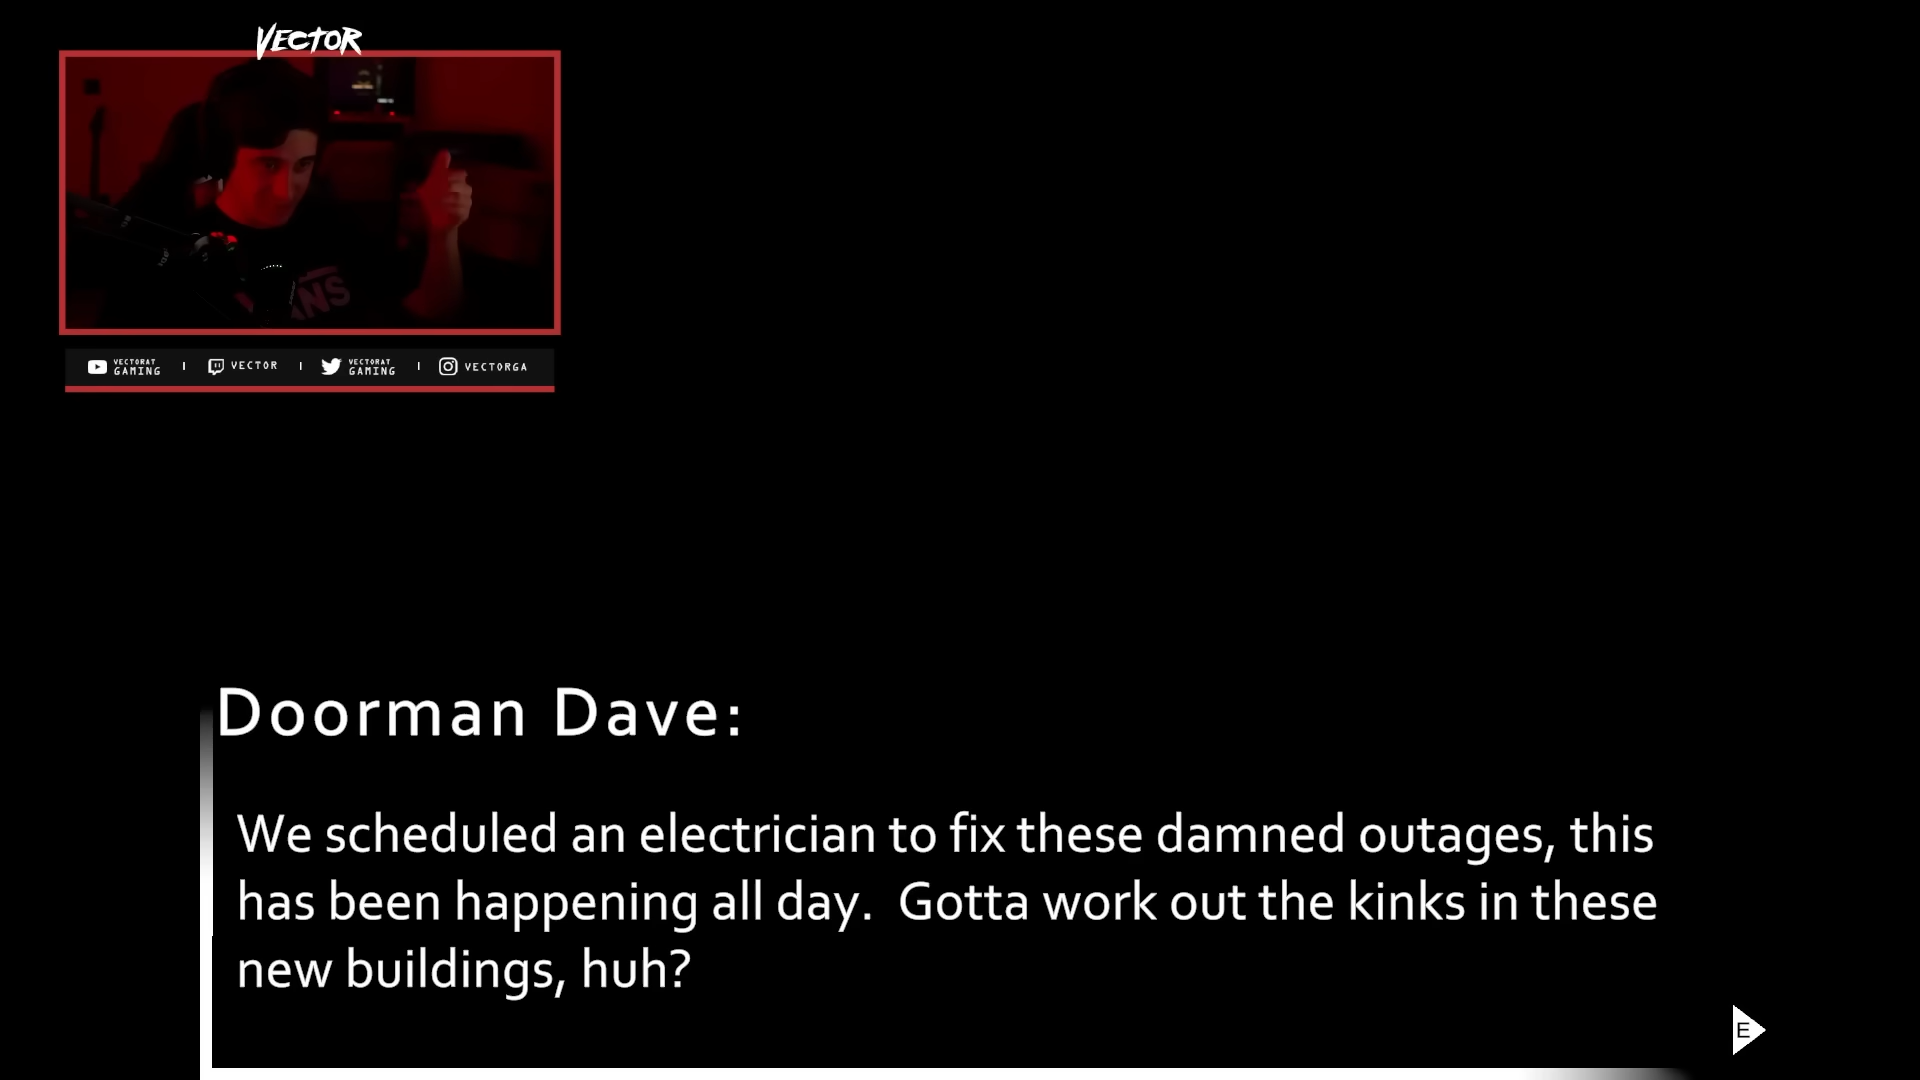 VECTOR
VANS
VECTORAT
GAMING
VECTOR
VECTORAT
GAMING
VECTORGA
Doorman Dave:
We scheduled an electrician to fix these damned outages, this
has been happening all day.  Gotta work out the kinks in these
new buildings, huh?
E